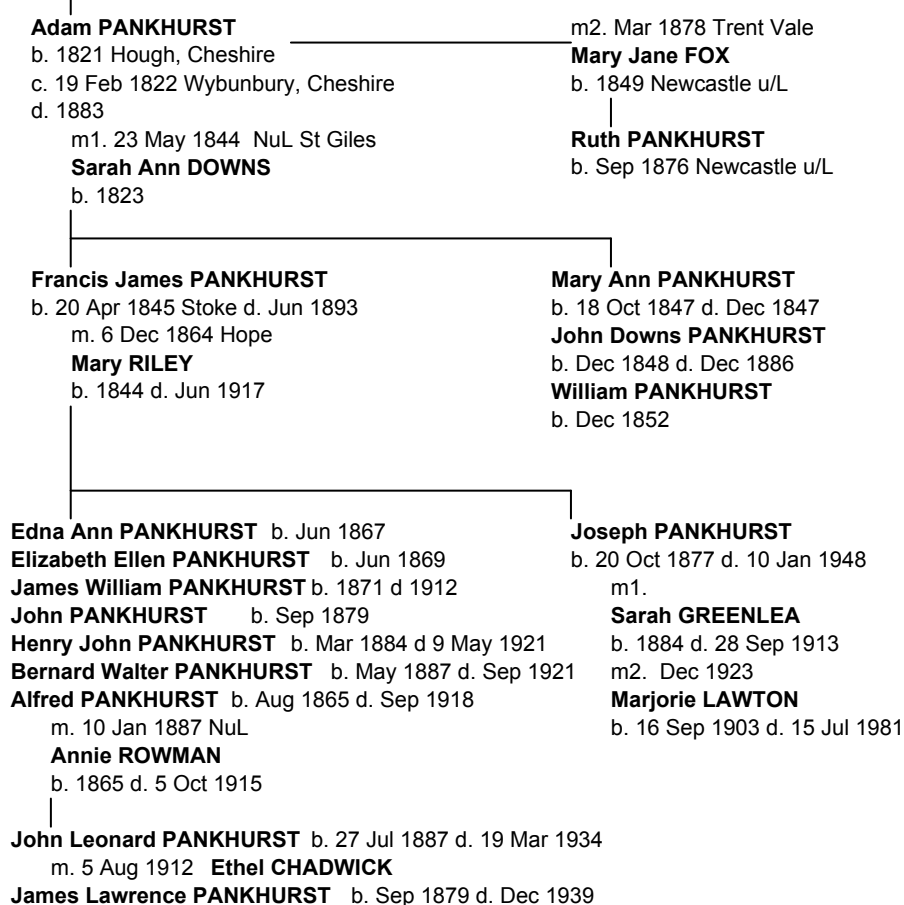 Adam PANKHURST
b. 1821 Hough, Cheshire
c. 19 Feb 1822 Wybunbury, Cheshire
d. 1883
m1. 23 May 1844 NuL St Giles
Sarah Ann DOWNS
b. 1823
m2. Mar 1878 Trent Vale
Mary Jane FOX
b. 1849 Newcastle u/L
Ruth PANKHURST
b. Sep 1876 Newcastle u/L
Francis James PANKHURST
b. 20 Apr 1845 Stoke d. Jun 1893
m. 6 Dec 1864 Hope
Mary RILEY
b. 1844 d. Jun 1917
Mary Ann PANKHURST
b. 18 Oct 1847 d. Dec 1847
John Downs PANKHURST
b. Dec 1848 d. Dec 1886
William PANKHURST
b. Dec 1852
Edna Ann PANKHURST b. Jun 1867
Elizabeth Ellen PANKHURST b. Jun 1869
James William PANKHURST b. 1871 d 1912
John PANKHURST b. Sep 1879
Henry John PANKHURST b. Mar 1884 d 9 May 1921
Bernard Walter PANKHURST b. May 1887 d. Sep 1921
Alfred PANKHURST b. Aug 1865 d. Sep 1918
m. 10 Jan 1887 NuL
Annie ROWMAN
b. 1865 d. 5 Oct 1915
Joseph PANKHURST
b. 20 Oct 1877 d. 10 Jan 1948
m1.
Sarah GREENLEA
b. 1884 d. 28 Sep 1913
m2. Dec 1923
Marjorie LAWTON
b. 16 Sep 1903 d. 15 Jul 1981
John Leonard PANKHURST b. 27 Jul 1887 d. 19 Mar 1934
m. 5 Aug 1912 Ethel CHADWICK
James Lawrence PANKHURST b. Sep 1879 d. Dec 1939